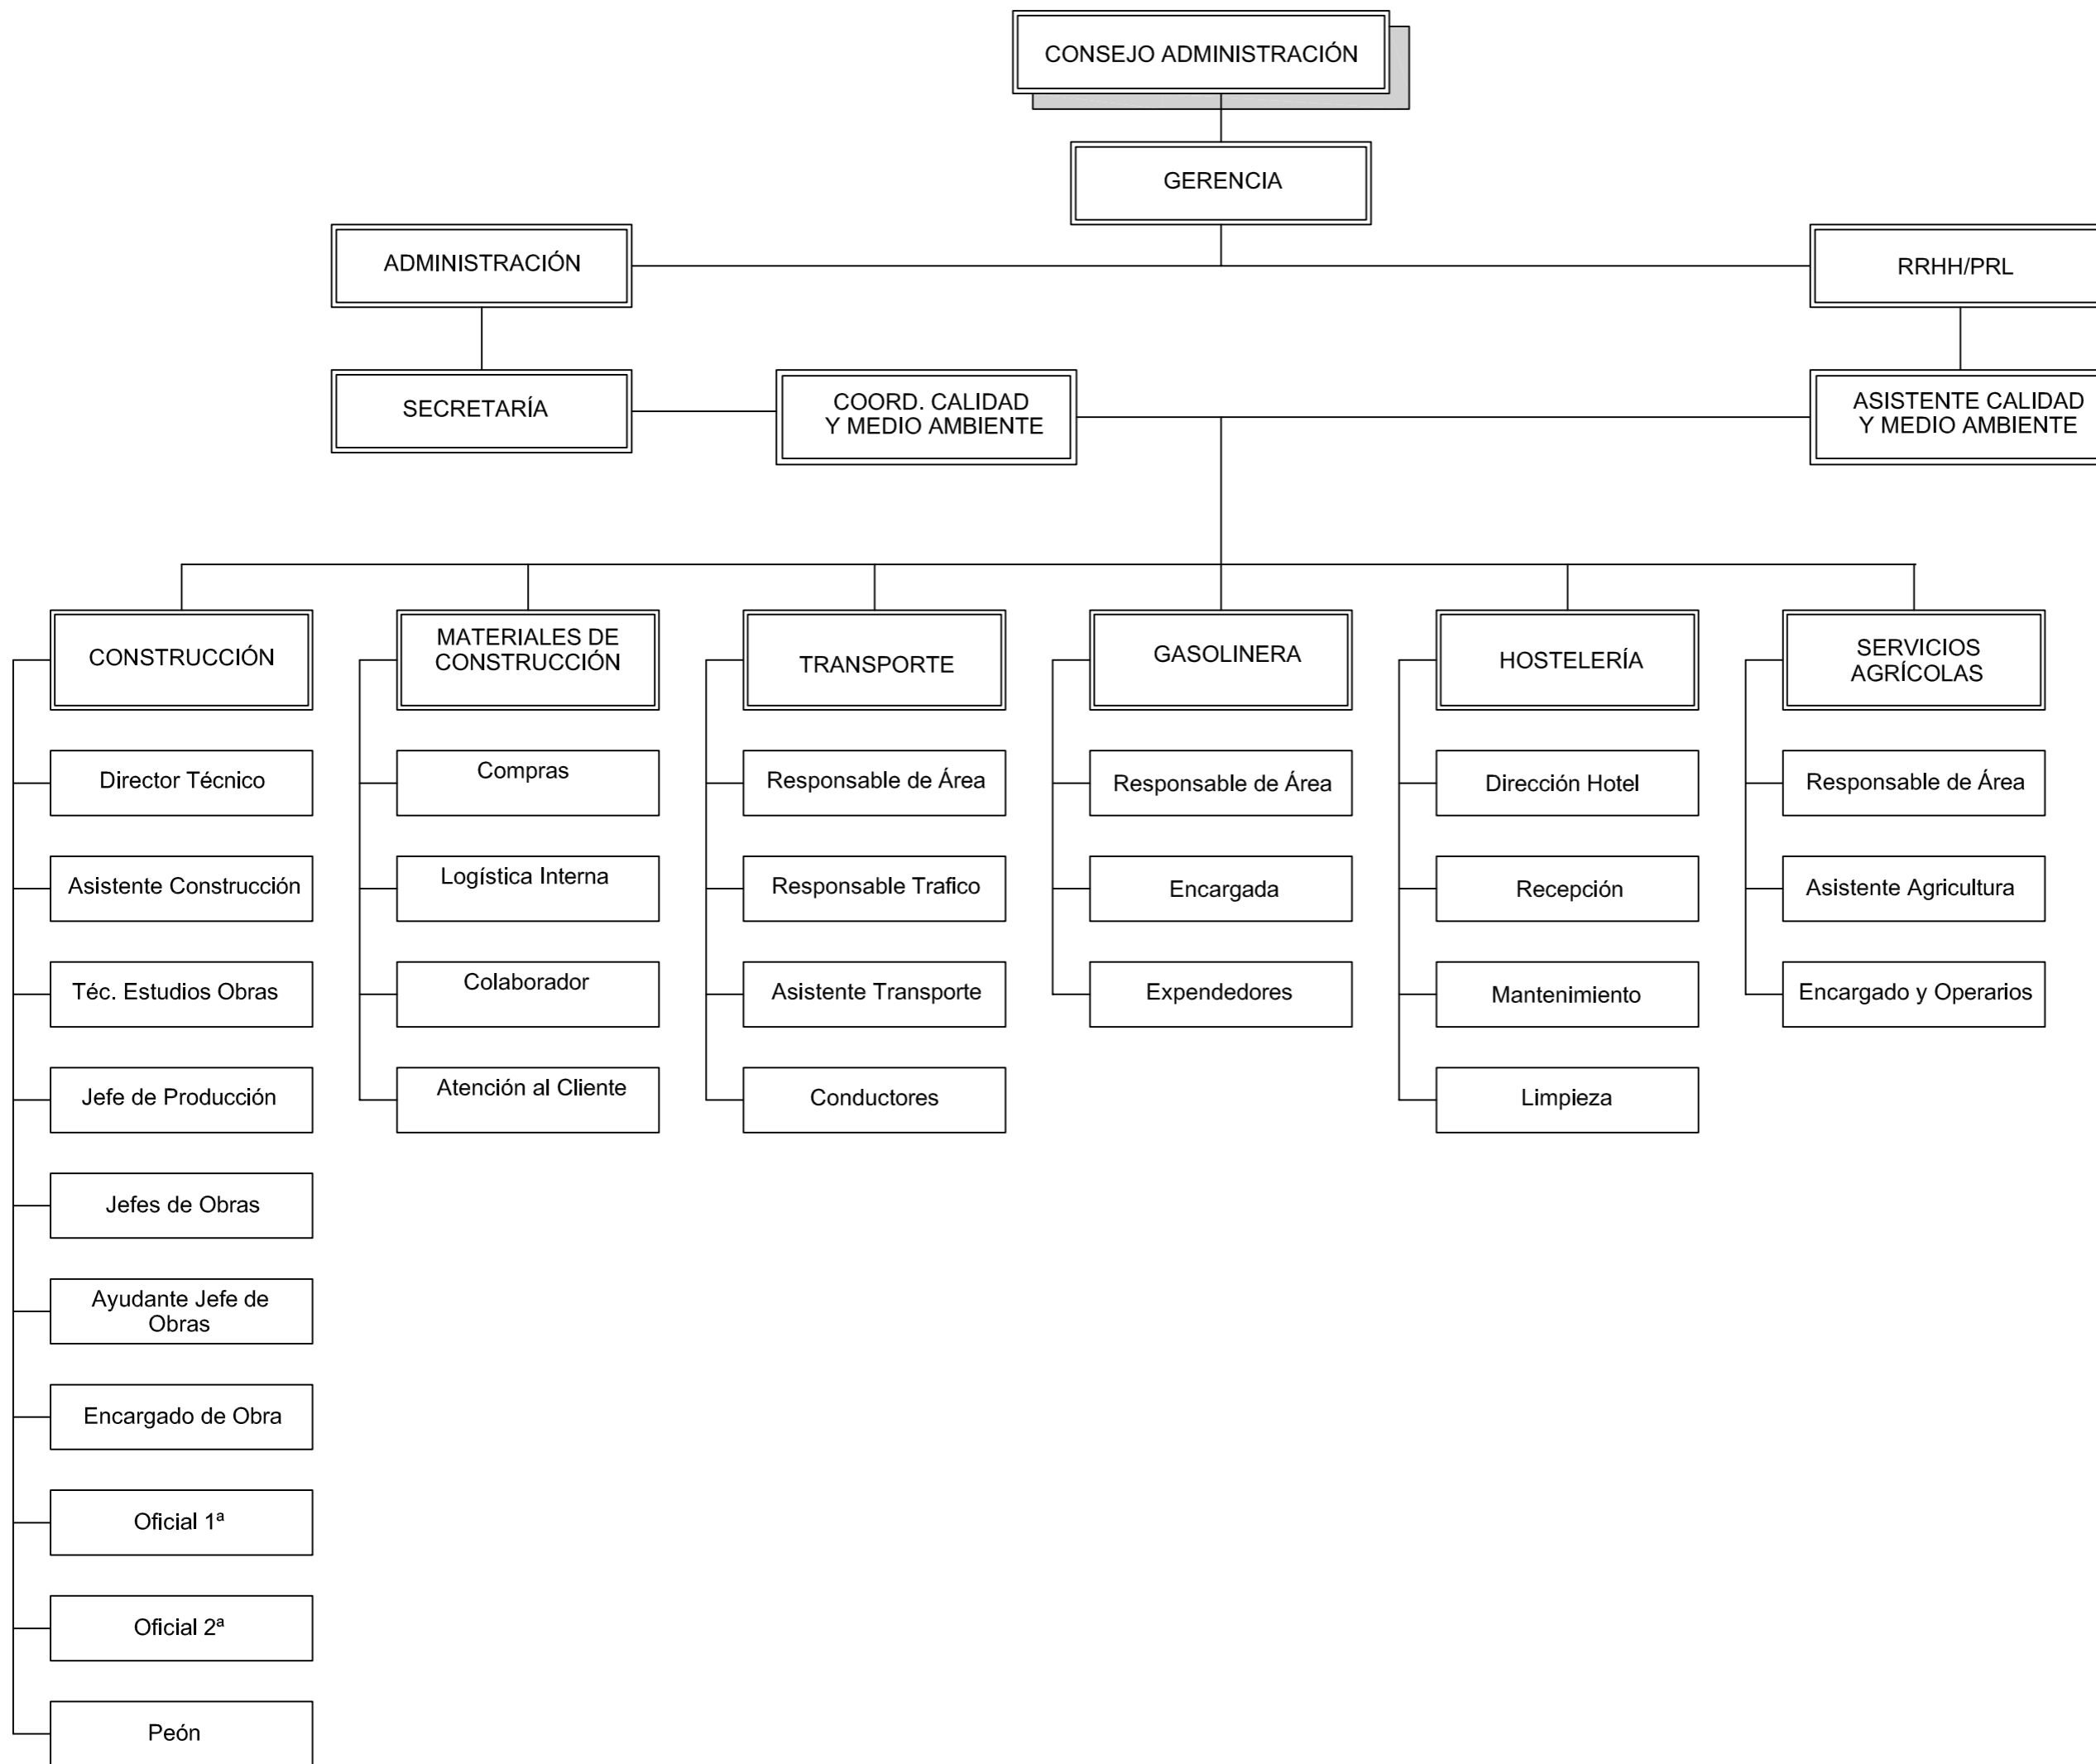 CONSEJO ADMINISTRACIÓN
GERENCIA
ADMINISTRACIÓN
RRHH/PRL
SECRETARÍA
COORD. CALIDAD
Y MEDIO AMBIENTE
ASISTENTE CALIDAD
Y MEDIO AMBIENTE
CONSTRUCCIÓN
Director Técnico
Asistente Construcción
Téc. Estudios Obras
Jefe de Producción
Jefes de Obras
Ayudante Jefe de
Obras
Encargado de Obra
Oficial 1ª
Oficial 2ª
Peón
MATERIALES DE
CONSTRUCCIÓN
Compras
Logística Interna
Colaborador
Atención al Cliente
TRANSPORTE
Responsable de Área
Responsable Trafico
Asistente Transporte
Conductores
GASOLINERA
Responsable de Área
Encargada
Expendedores
HOSTELERÍA
Dirección Hotel
Recepción
Mantenimiento
Limpieza
SERVICIOS
AGRÍCOLAS
Responsable de Área
Asistente Agricultura
Encargado y Operarios